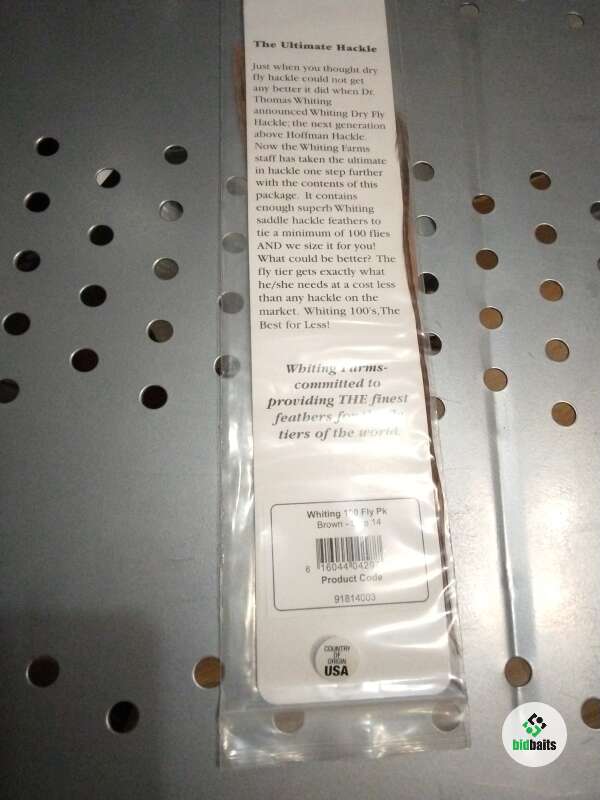 The Ultimate Hackle
Just when you thought dry
fly hackle could not get
any better it did when Dr.
Thomas Whiting
announced Whiting Dry Fly
Hackle; the next generation
above Hoffman Hackle.
Now the Whiting Farms
staff has taken the ultimate
in hackle one step further
with the contents of this
package. It contains
enough superb Whiting
saddle hackle feathers to
tie a minimum of 100 flies
AND we size it for you!
What could be better? The
fly tier gets exactly what
he/she needs at a cost less
than any hackle on the
market. Whiting 100's, The
Best for Less!
Whiting Farms-
committed to
providing THE finest
feathers
tiers of the world.
Whiting 100 Fly Pk
Brown - 14
6 16044 0429
Product Code
91814003
COUNTRY
OF
ORIGIN
USA
bidbaits